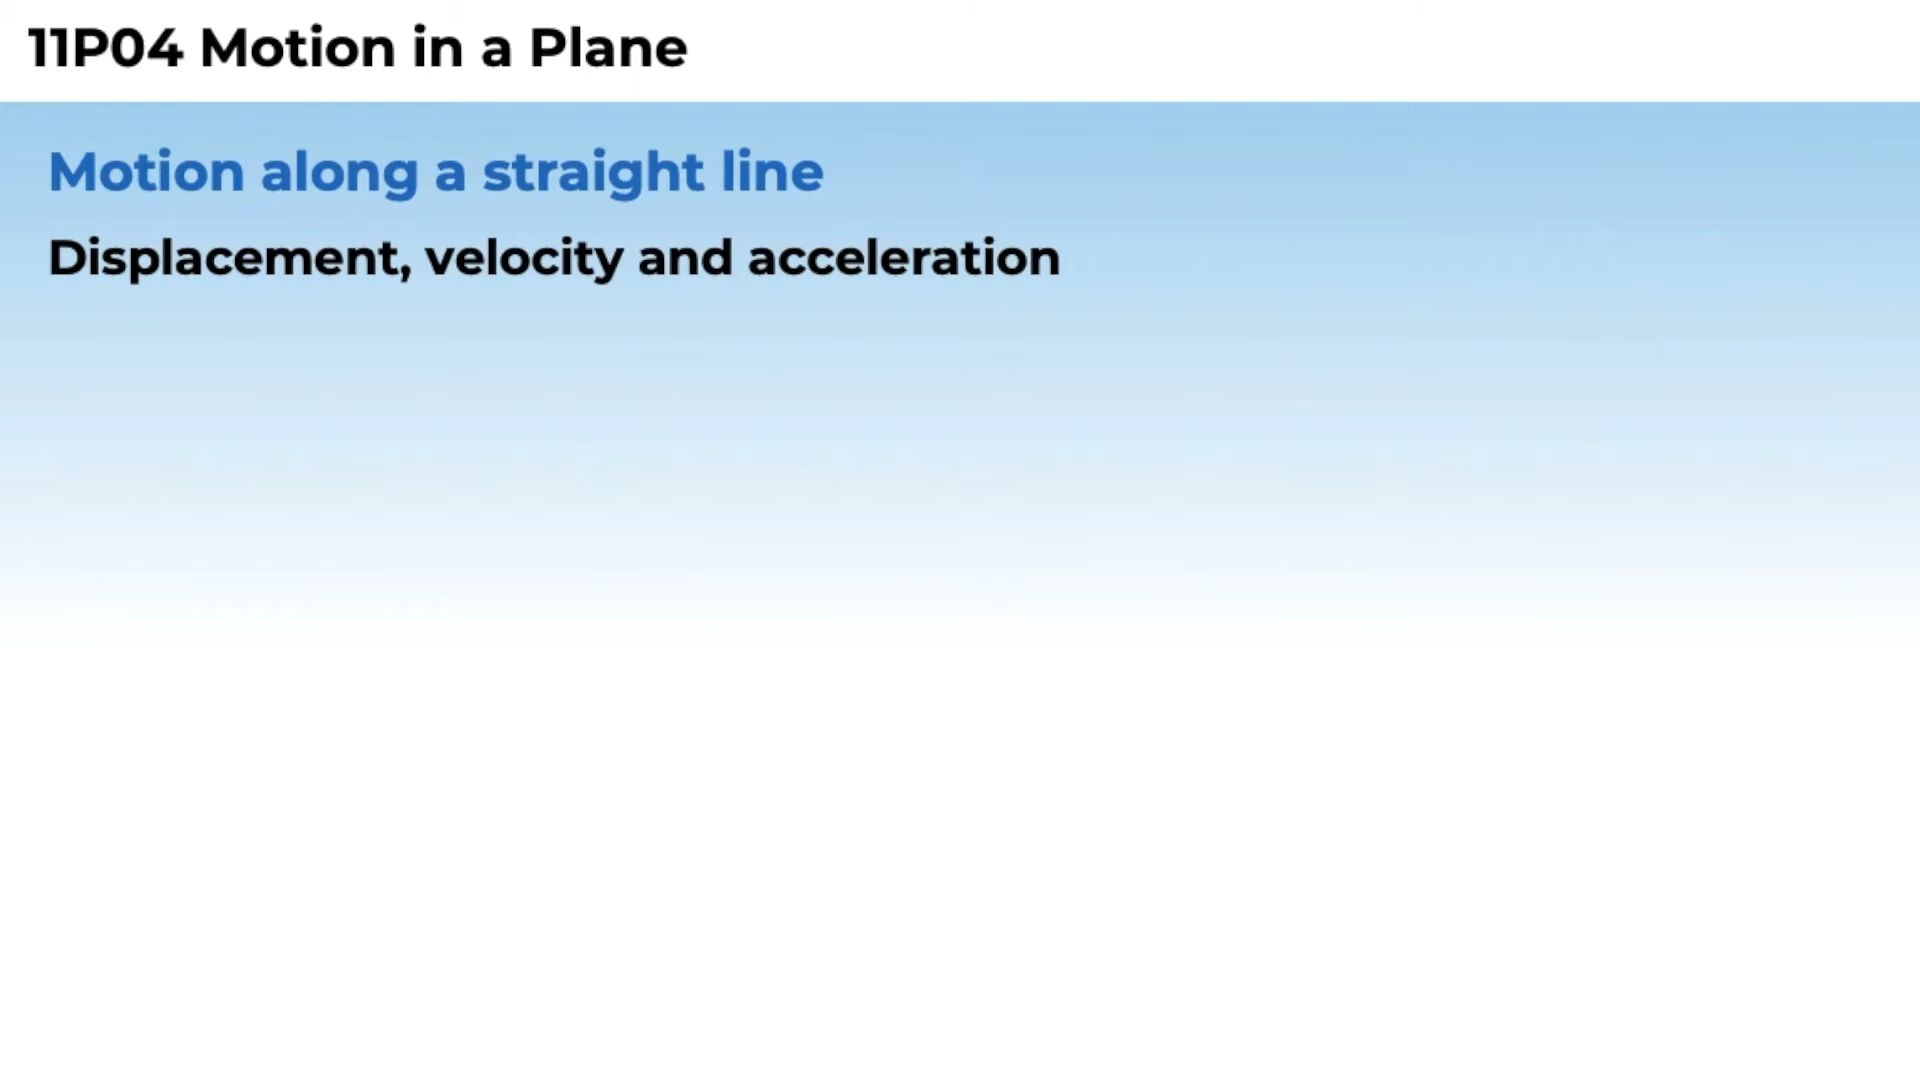 11P04 Motion in a Plane
Motion along a straight line
Displacement, velocity and acceleration